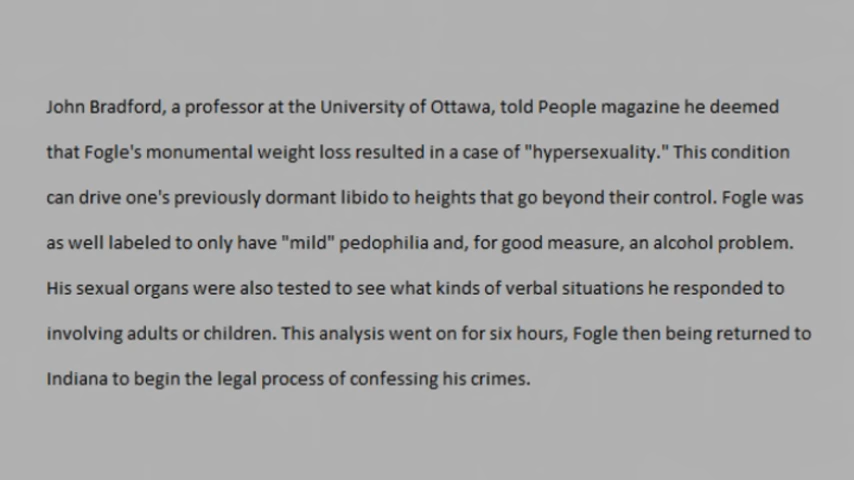 John Bradford, a professor at the University of Ottawa, told People magazine he deemed
that Fogle's monumental weight loss resulted in a case of "hypersexuality." This condition
can drive one's previously dormant libido to heights that go beyond their control. Fogle was
as well labeled to only have "mild" pedophilia and, for good measure, an alcohol problem.
His sexual organs were also tested to see what kinds of verbal situations he responded to
involving adults or children. This analysis went on for six hours, Fogle then being returned to
Indiana to begin the legal process of confessing his crimes.